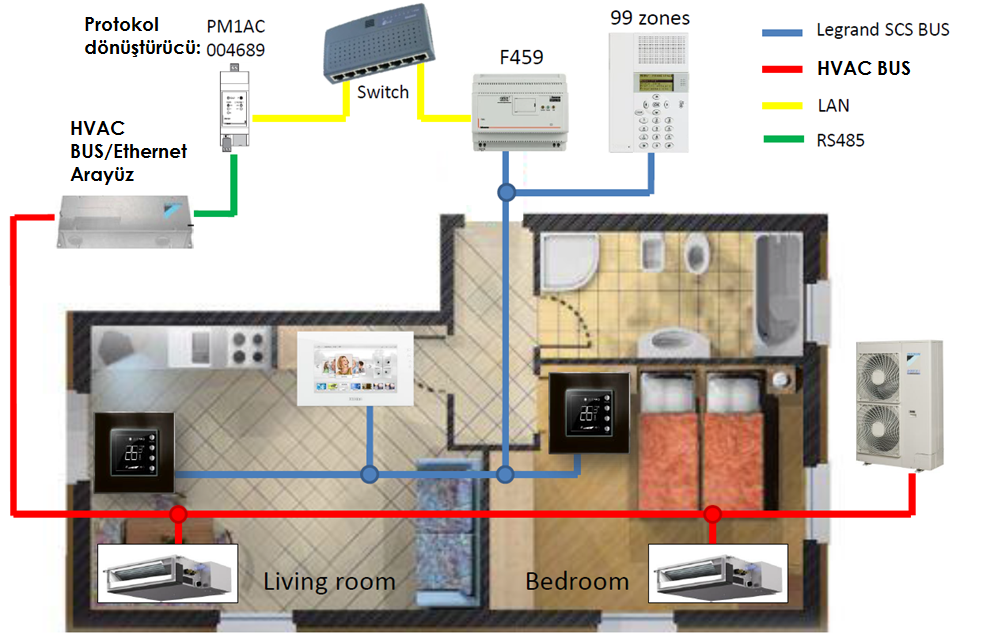 Protokol
dönüştürücü:
PM1AC
004689
Switch
F459
99 zones
Legrand SCS BUS
HVAC BUS
LAN
RS485
HVAC
BUS/Ethernet
Arayüz
Living room
Bedroom